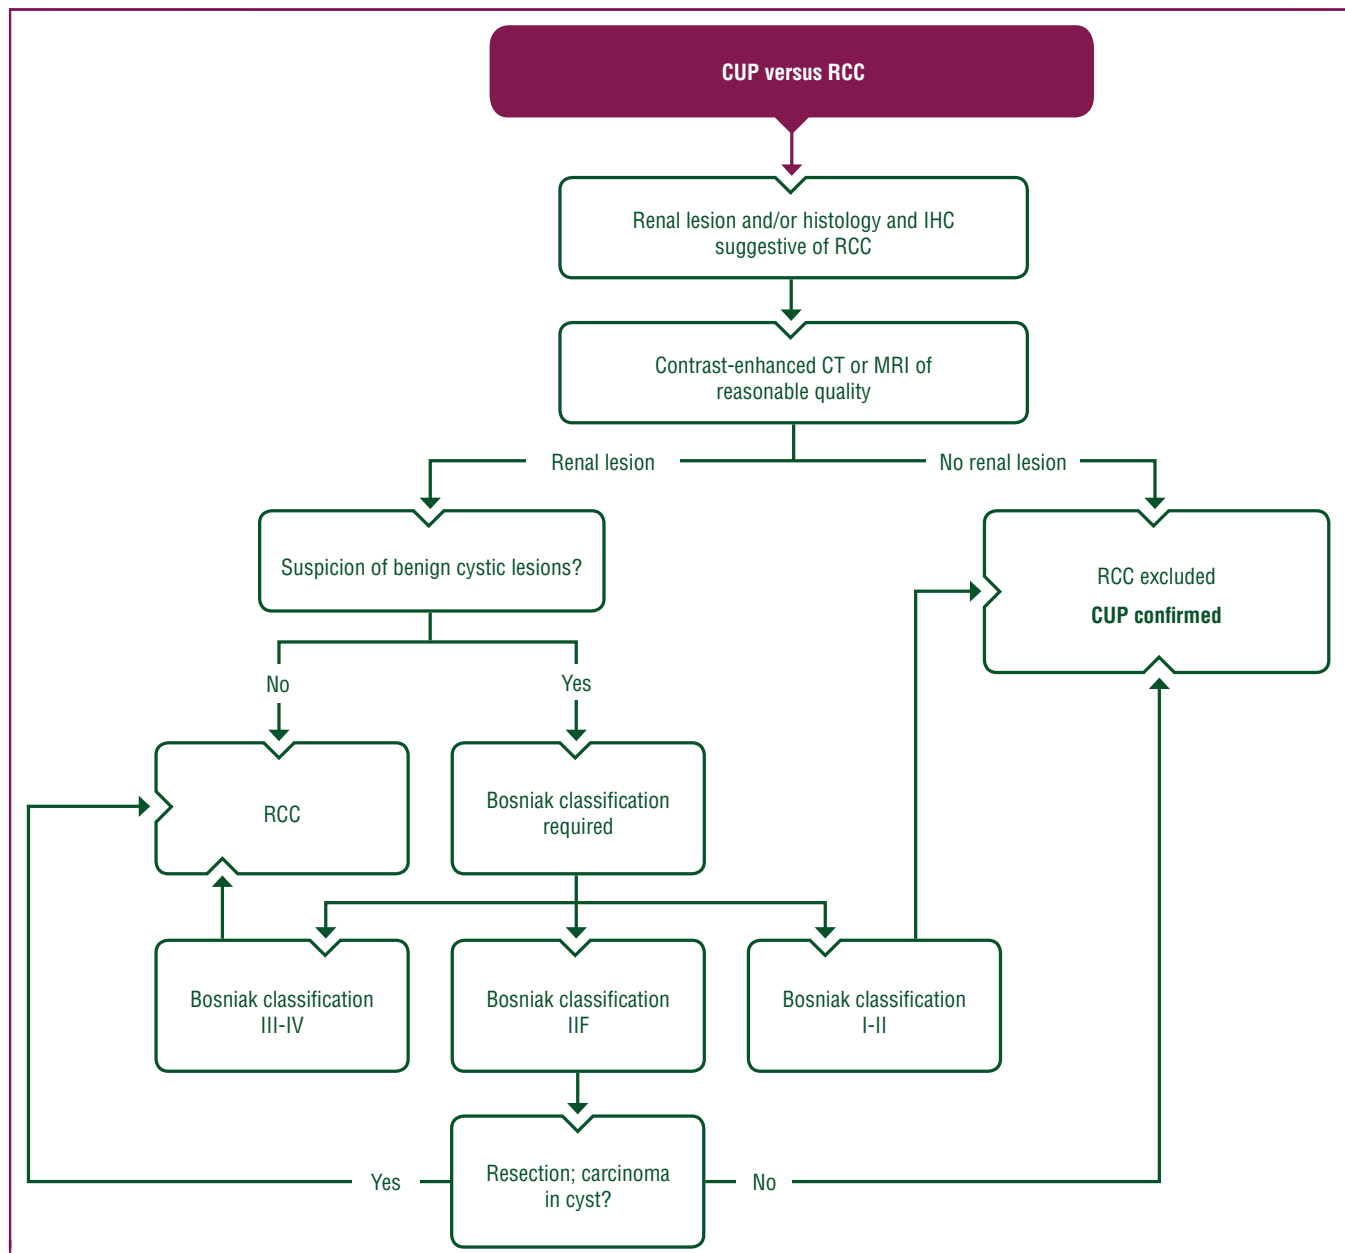 CUP versus RCC
Renal lesion and/or histology and IHC
suggestive of RCC
Contrast-enhanced CT or MRI of
reasonable quality
Renal lesion
No renal lesion
Suspicion of benign cystic lesions?
RCC excluded
CUP confirmed
No
Yes
RCC
Bosniak classification
required
Bosniak classification
III-IV
Bosniak classification
IIF
Bosniak classification
I-II
Yes
Resection; carcinoma
in cyst?
No